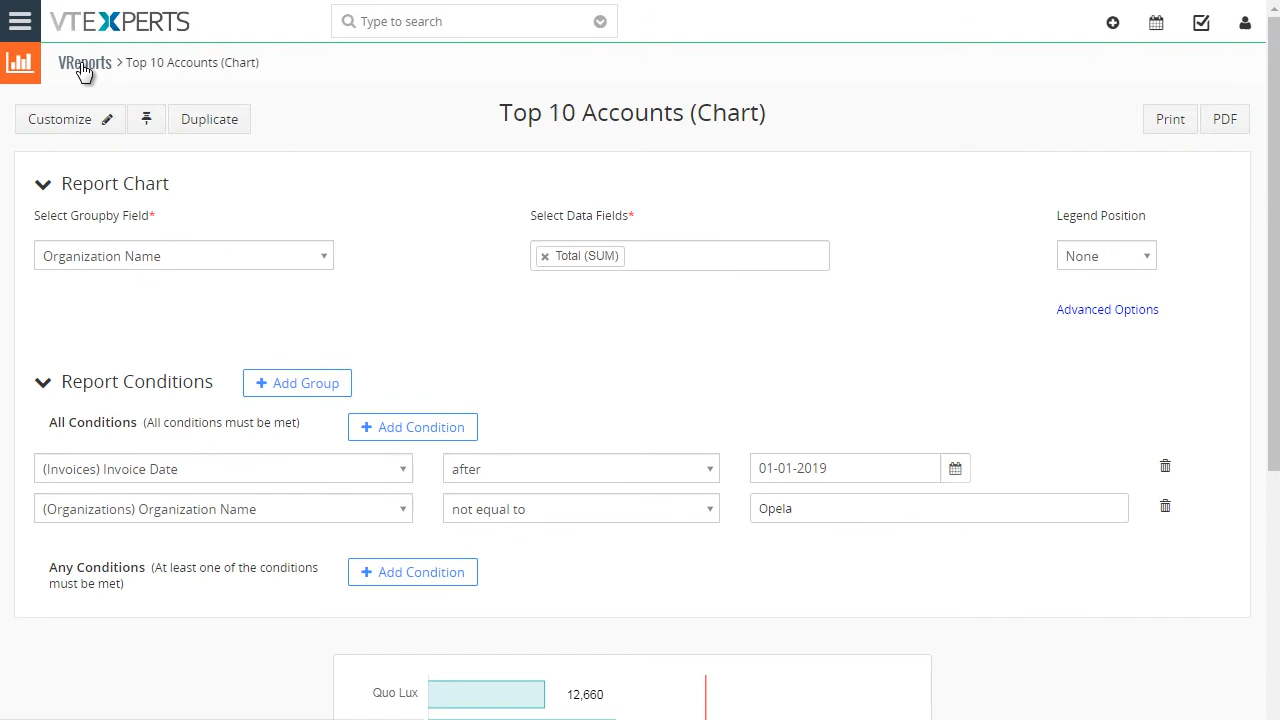 VTEXPERTS
Type to search
VReports > Top 10 Accounts (Chart)
Customize
Duplicate
Top 10 Accounts (Chart)
Print
PDF
Report Chart
Select Groupby Field*
Select Data Fields*
Legend Position
Organization Name
× Total (SUM)
None
Advanced Options
Report Conditions
+ Add Group
All Conditions (All conditions must be met)
+ Add Condition
(Invoices) Invoice Date
after
01-01-2019
(Organizations) Organization Name
not equal to
Opela
Any Conditions (At least one of the conditions
must be met)
+ Add Condition
Quo Lux
12,660